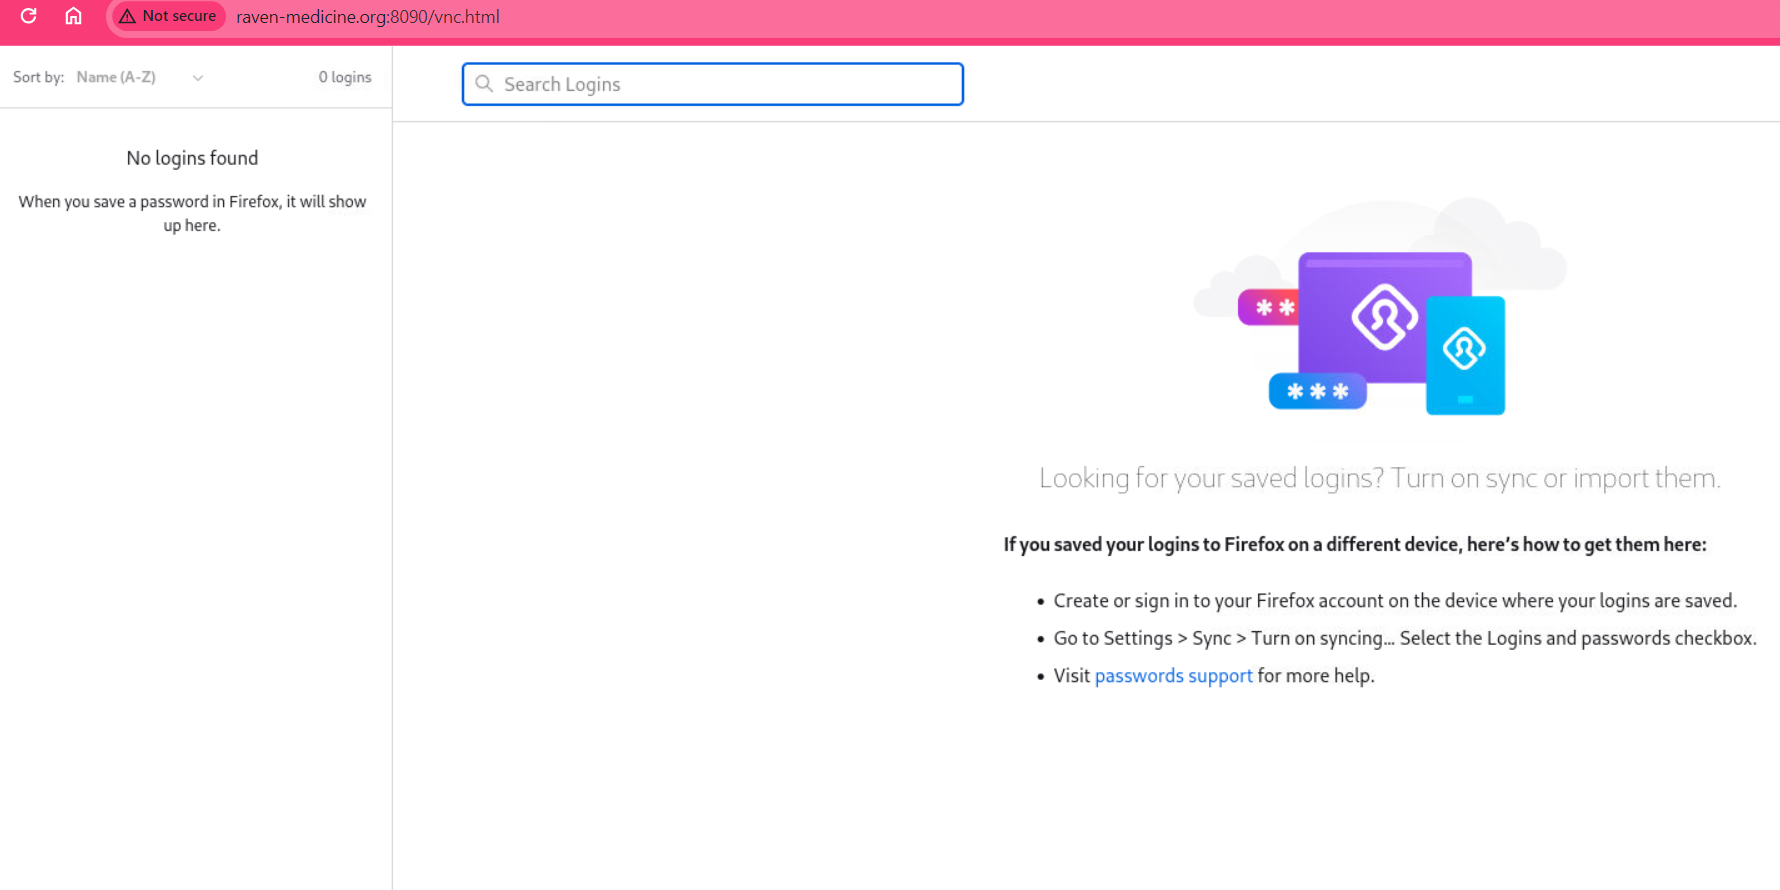 Not secure raven-medicine.org:8090/vnc.html
Sort by: Name (A-Z) 0 logins
Search Logins
No logins found
When you save a password in Firefox, it will show
up here.
***
***
Looking for your saved logins? Turn on sync or import them.
If you saved your logins to Firefox on a different device, here's how to get them here:
• Create or sign in to your Firefox account on the device where your logins are saved.
• Go to Settings > Sync > Turn on syncing... Select the Logins and passwords checkbox.
• Visit passwords support for more help.